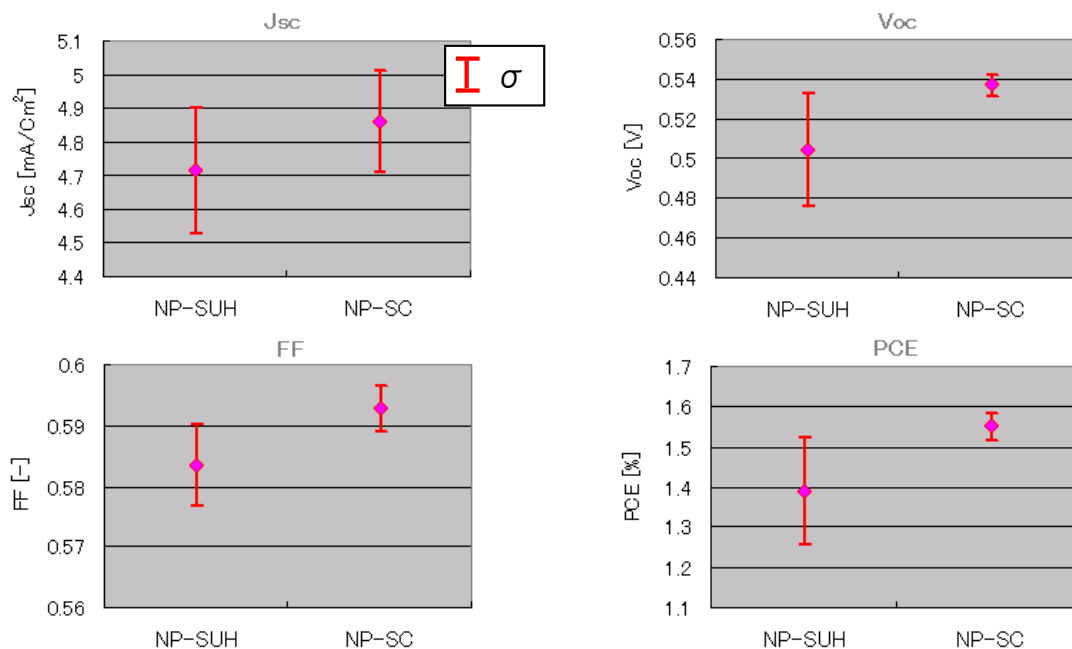 Jsc
5.1
5
4.9
4.8
4.7
4.6
4.5
4.4
Jsc [mA/Cm²]
NP-SUH NP-SC
σ
Voc
0.56
0.54
0.52
0.5
0.48
0.46
0.44
Voc [V]
NP-SUH NP-SC
FF
0.6
0.59
0.58
0.57
0.56
FF [-]
NP-SUH NP-SC
PCE
1.7
1.6
1.5
1.4
1.3
1.2
1.1
PCE [%]
NP-SUH NP-SC